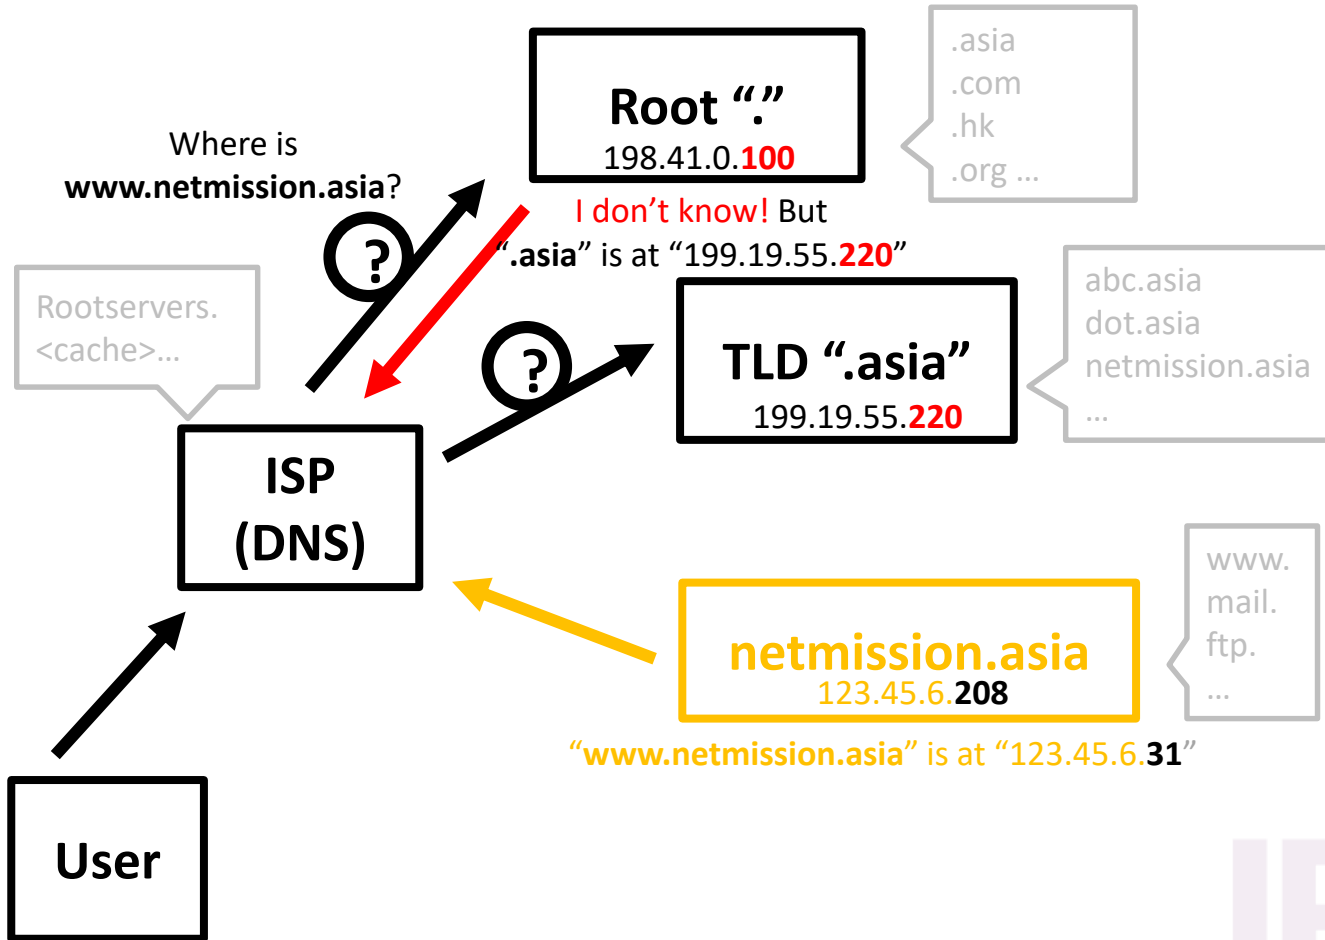 Root “.”
198.41.0.100
.asia
.com
.hk
.org ...
Where is
www.netmission.asia?
I don’t know! But
“.asia” is at “199.19.55.220”
?
Rootservers.
<cache>...
?
TLD “.asia”
199.19.55.220
abc.asia
dot.asia
netmission.asia
...
ISP
(DNS)
netmission.asia
123.45.6.208
www.
mail.
ftp.
...
“www.netmission.asia” is at “123.45.6.31”
User